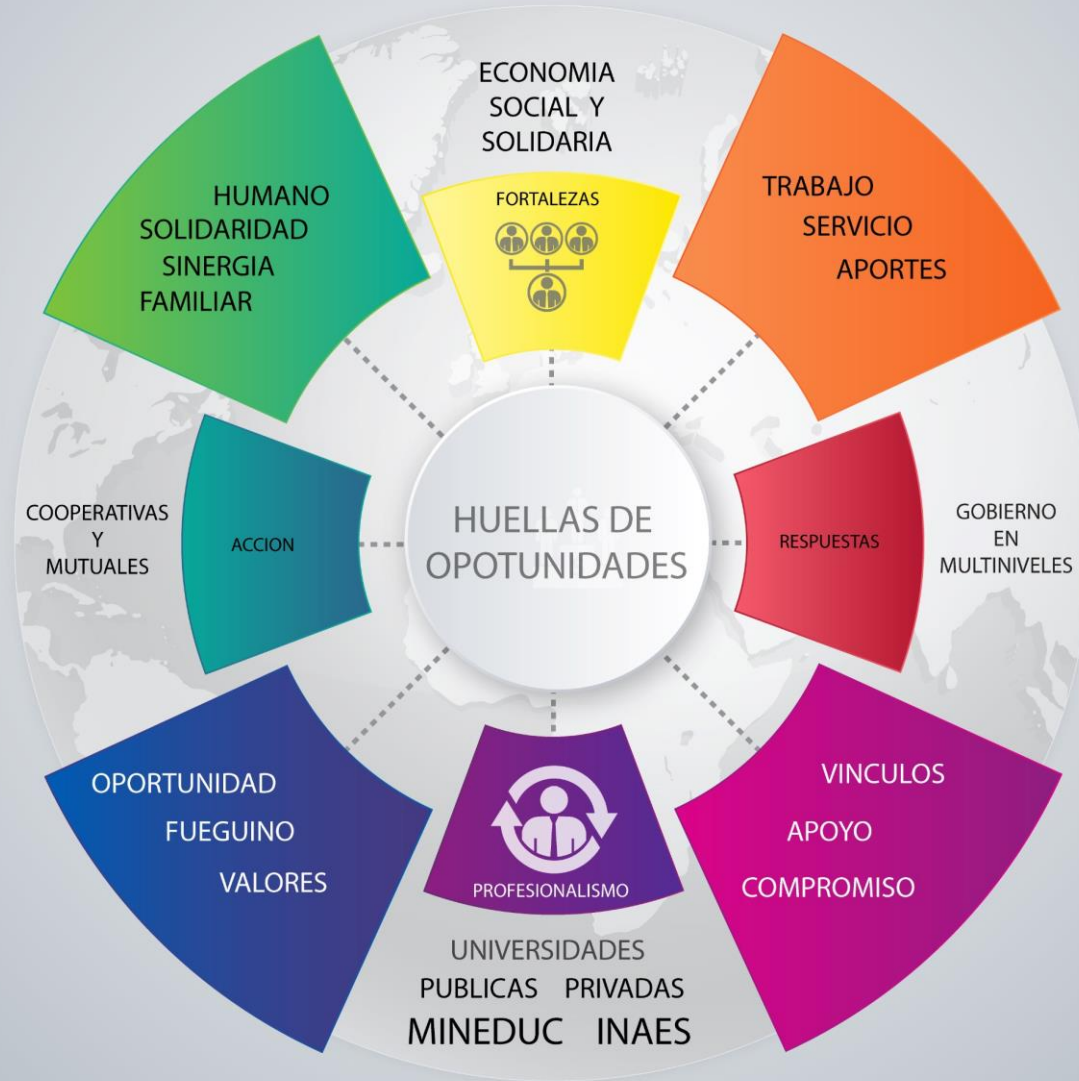 ECONOMIA
SOCIAL Y
SOLIDARIA
FORTALEZAS
HUMANO
SOLIDARIDAD
SINERGIA
FAMILIAR
TRABAJO
SERVICIO
APORTES
COOPERATIVAS
Y
MUTUALES
ACCION
HUELLAS DE
OPOTUNIDADES
RESPUESTAS
GOBIERNO
EN
MULTINIVELES
OPORTUNIDAD
FUEGUINO
VALORES
PROFESIONALISMO
VINCULOS
APOYO
COMPROMISO
UNIVERSIDADES
PUBLICAS PRIVADAS
MINEDUC INAES